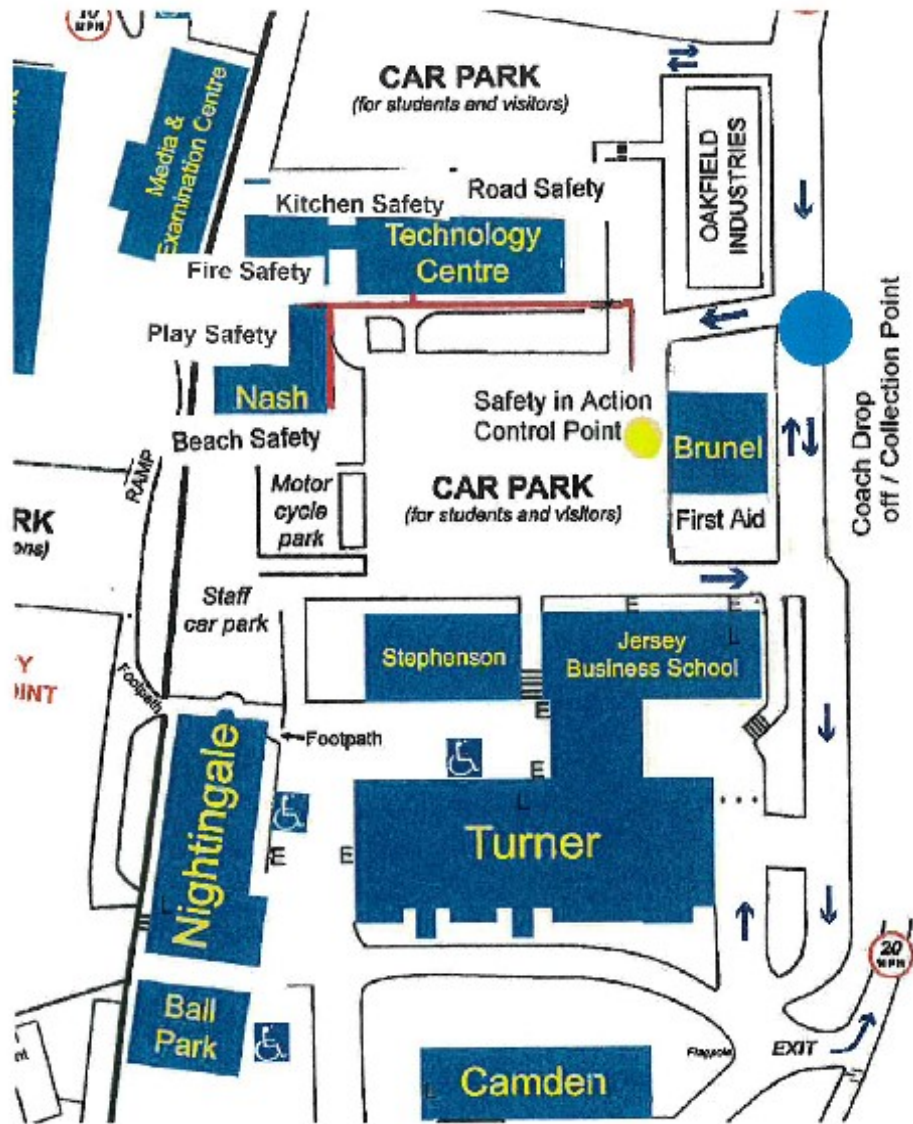 MPH
CAR PARK
(for students and visitors)
Media &
Examination Centre
OAKFIELD
INDUSTRIES
Road Safety
Kitchen Safety
Technology
Centre
Fire Safety
Play Safety
Nash
Beach Safety
Safety in Action
Control Point
Brunel
First Aid
Coach Drop
off / Collection Point
RAMP
Motor
cycle
park
CAR PARK
(for students and visitors)
RK
ons)
Staff
car park
Stephenson
Jersey
Business School
E
E
L
Y
INT
Footpath
Footpath
E
E
L
Nightingale
Turner
E
E
L
20
MPH
Ball
Park
Flagpole
EXIT
Camden
L